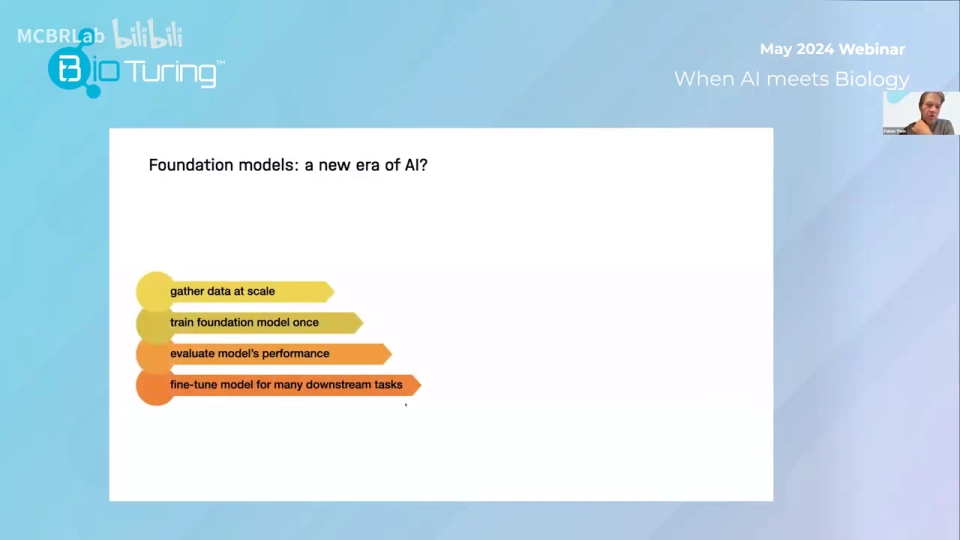 MCBRLab bilibili
BioTuring™
May 2024 Webinar
When AI meets Biology
Foundation models: a new era of AI?
gather data at scale
train foundation model once
evaluate model's performance
fine-tune model for many downstream tasks